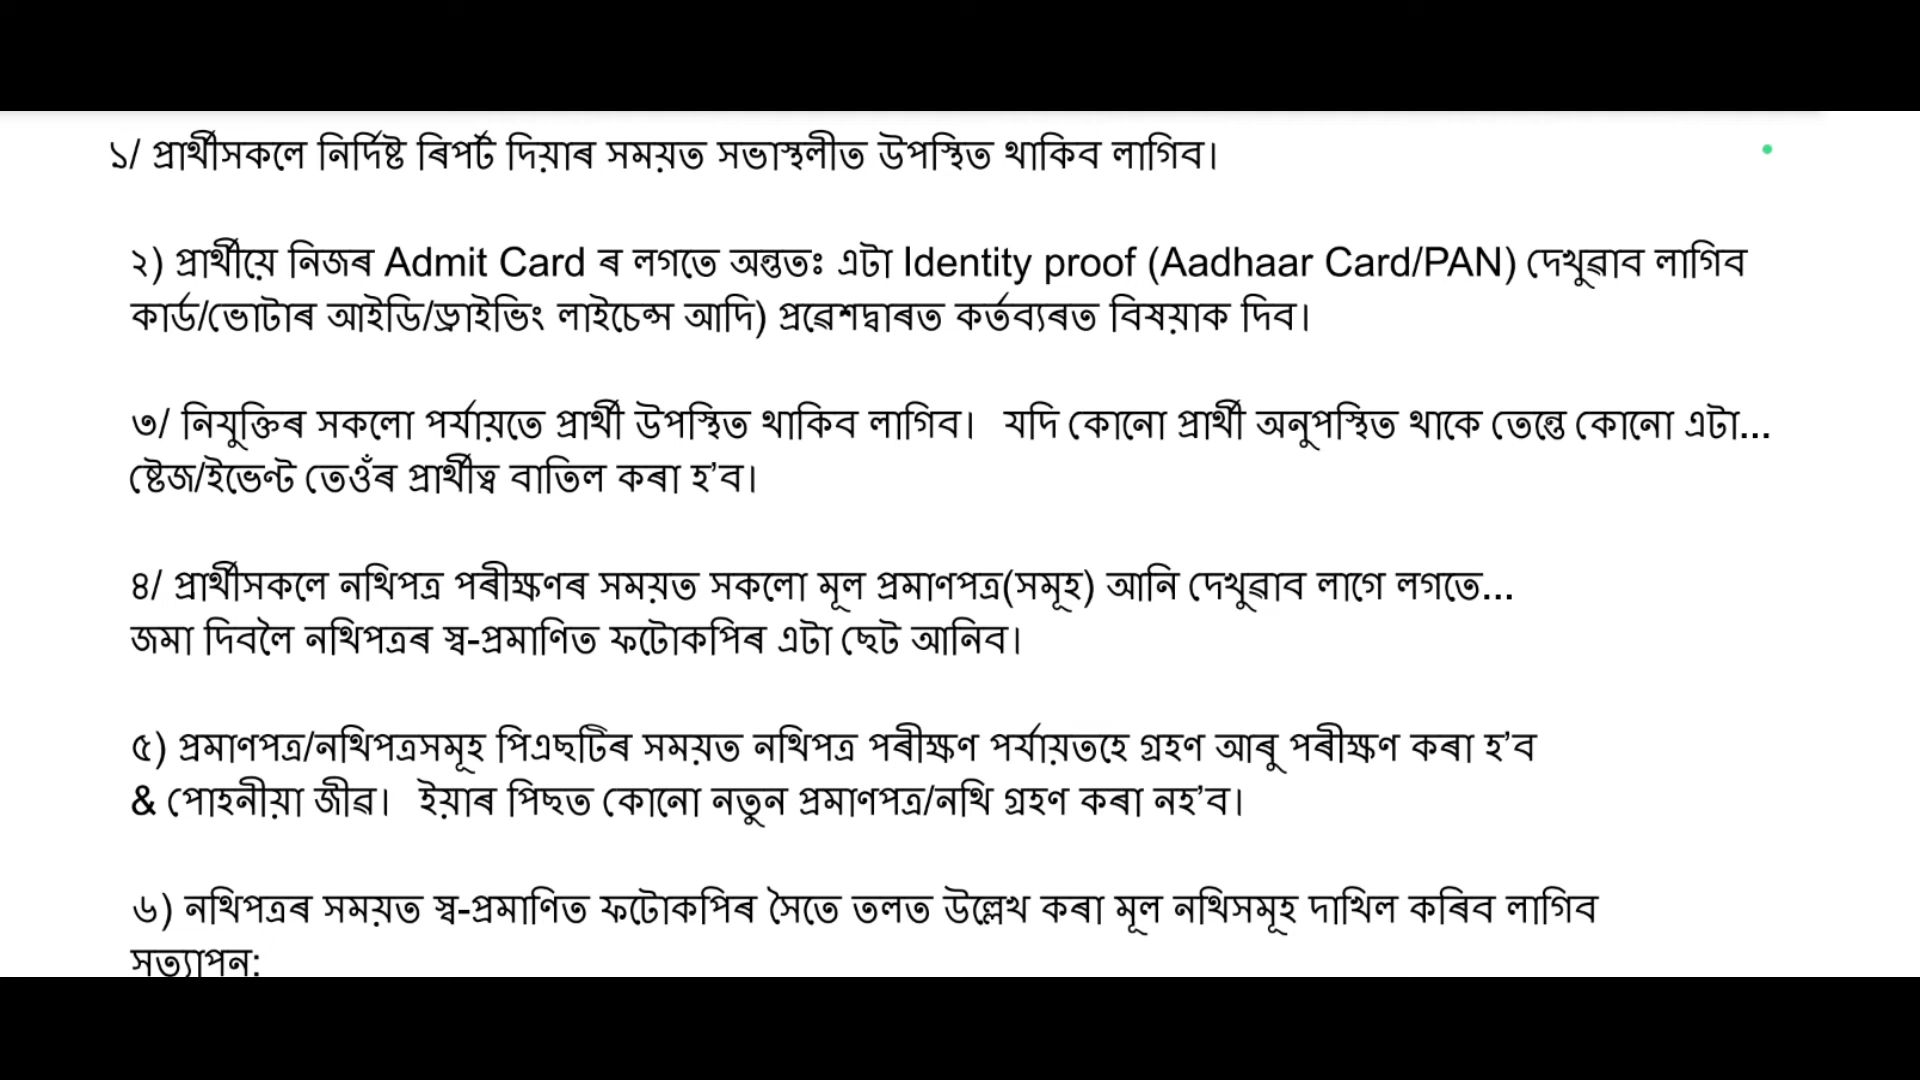 ১/ প্ৰাৰ্থীসকলে নিৰ্দিষ্ট ৰিপৰ্ট দিয়াৰ সময়ত সভাস্থলীত উপস্থিত থাকিব লাগিব।
২) প্ৰাৰ্থীয়ে নিজৰ Admit Card ৰ লগতে অন্ততঃ এটা Identity proof (Aadhaar Card/PAN) দেখুৱাব লাগিব
কাৰ্ড/ভোটাৰ আইডি/ড্ৰাইভিং লাইচেন্স আদি) প্ৰৱেশদ্বাৰত কৰ্তব্যৰত বিষয়াক দিব।
৩/ নিযুক্তিৰ সকলো পৰ্যায়তে প্ৰাৰ্থী উপস্থিত থাকিব লাগিব। যদি কোনো প্ৰাৰ্থী অনুপস্থিত থাকে তেন্তে কোনো এটা...
ষ্টেজ/ইভেণ্ট তেওঁৰ প্ৰাৰ্থীত্ব বাতিল কৰা হ’ব।
৪/ প্ৰাৰ্থীসকলে নথিপত্ৰ পৰীক্ষণৰ সময়ত সকলো মূল প্ৰমাণপত্ৰ(সমূহ) আনি দেখুৱাব লাগে লগতে...
জমা দিবলৈ নথিপত্ৰৰ স্ব-প্ৰমাণিত ফটোকপিৰ এটা ছেট আনিব।
৫) প্ৰমাণপত্ৰ/নথিপত্ৰসমূহ পিএছটিৰ সময়ত নথিপত্ৰ পৰীক্ষণ পৰ্যায়তহে গ্ৰহণ আৰু পৰীক্ষণ কৰা হ’ব
& পোহনীয়া জীৱ। ইয়াৰ পিছত কোনো নতুন প্ৰমাণপত্ৰ/নথি গ্ৰহণ কৰা নহ’ব।
৬) নথিপত্ৰৰ সময়ত স্ব-প্ৰমাণিত ফটোকপিৰ সৈতে তলত উল্লেখ কৰা মূল নথিসমূহ দাখিল কৰিব লাগিব
সত্যাপন: